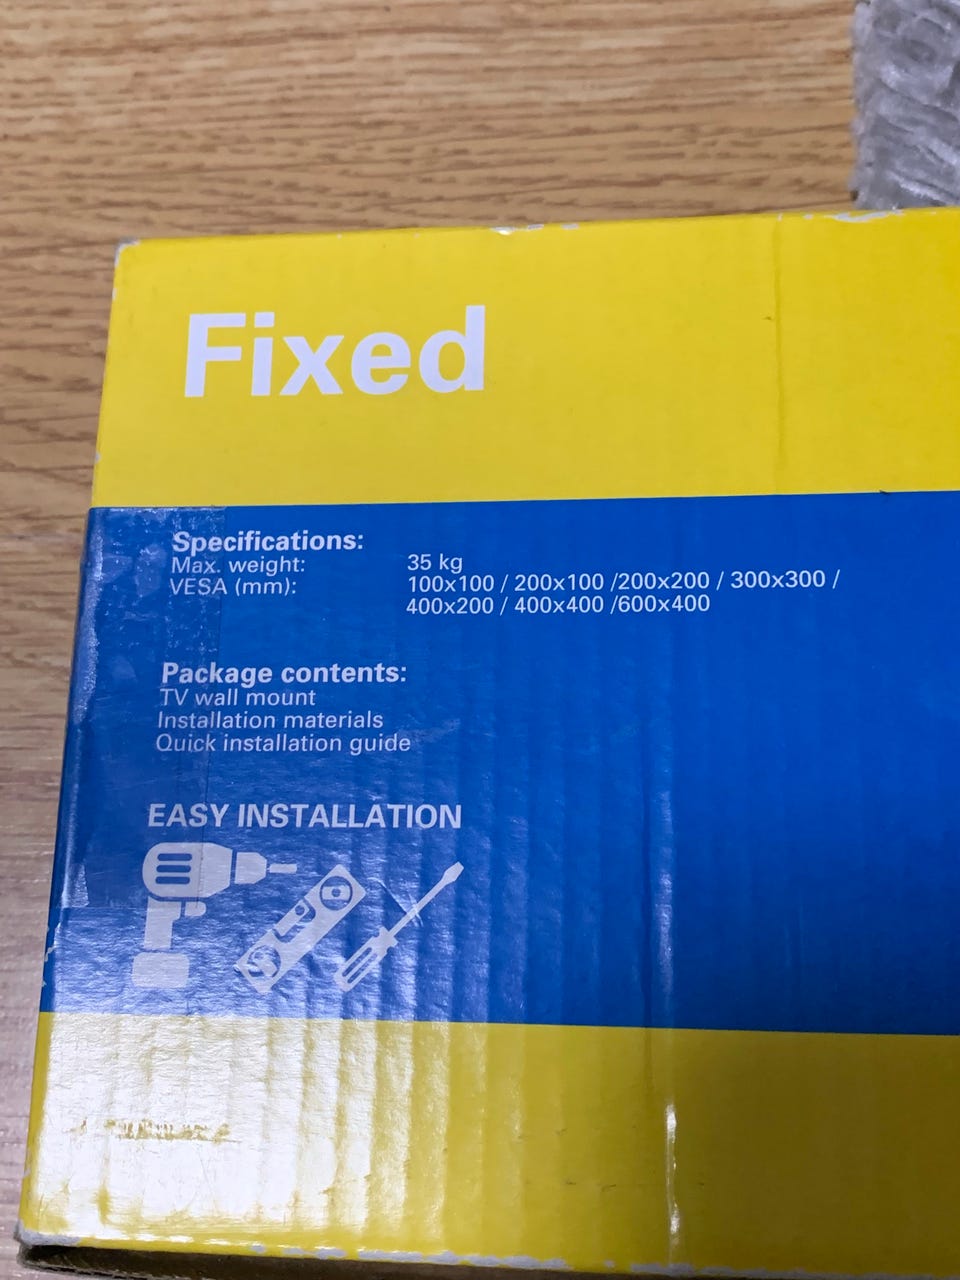 Fixed
Specifications:
Max. weight: 35 kg
VESA (mm): 100x100 / 200x100 /200x200 / 300x300 /
400x200 / 400x400 /600x400
Package contents:
TV wall mount
Installation materials
Quick installation guide
EASY INSTALLATION